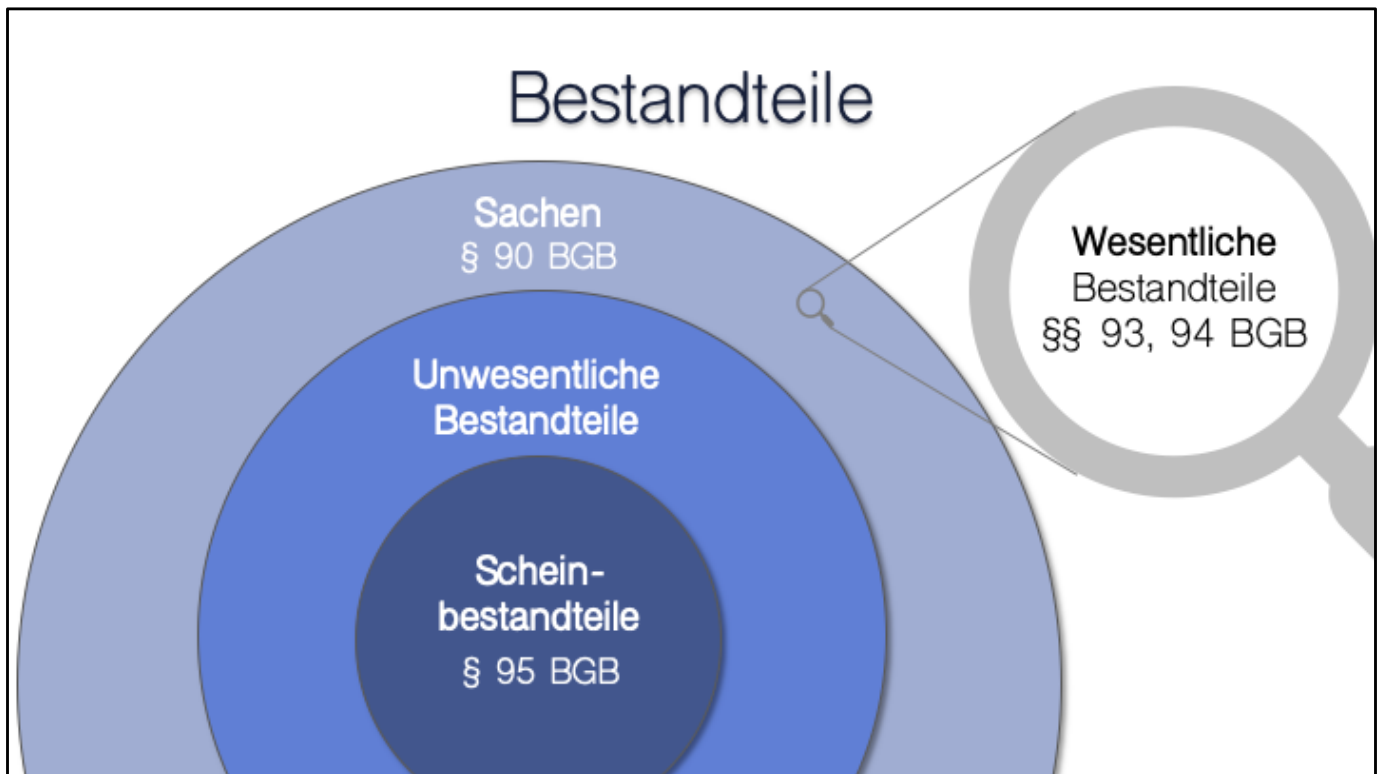 Bestandteile
Sachen
§ 90 BGB
Unwesentliche
Bestandteile
Schein-
bestandteile
§ 95 BGB
Wesentliche
Bestandteile
§§ 93, 94 BGB